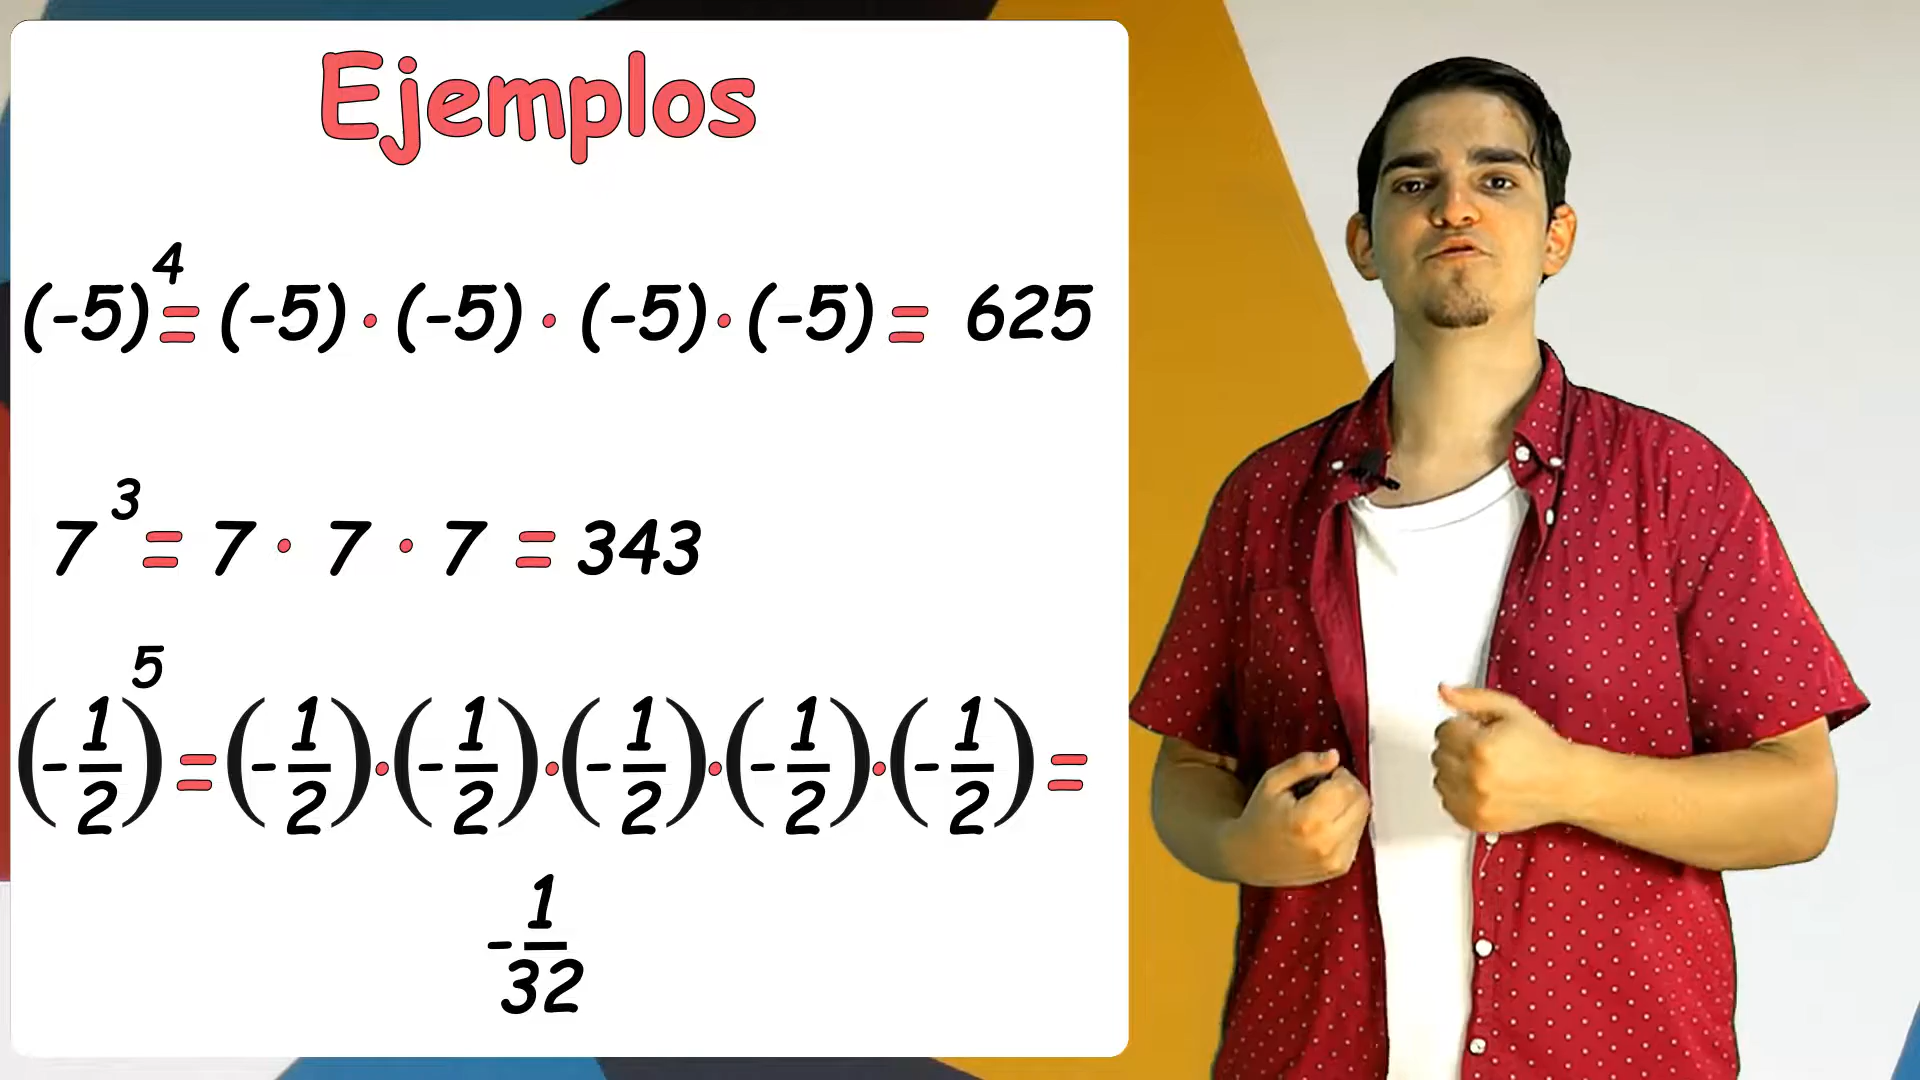 Ejemplos
(-5)⁴ = (-5) · (-5) · (-5) · (-5) = 625
7³ = 7 · 7 · 7 = 343
(-1/2)⁵ = (-1/2) · (-1/2) · (-1/2) · (-1/2) · (-1/2) =
-1/32